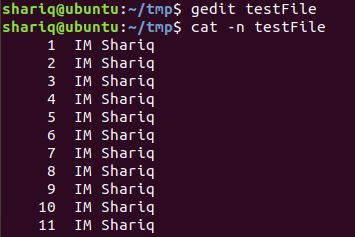 shariq@ubuntu:~/tmp$ gedit testFile
shariq@ubuntu:~/tmp$ cat -n testFile
     1  IM Shariq
     2  IM Shariq
     3  IM Shariq
     4  IM Shariq
     5  IM Shariq
     6  IM Shariq
     7  IM Shariq
     8  IM Shariq
     9  IM Shariq
    10  IM Shariq
    11  IM Shariq